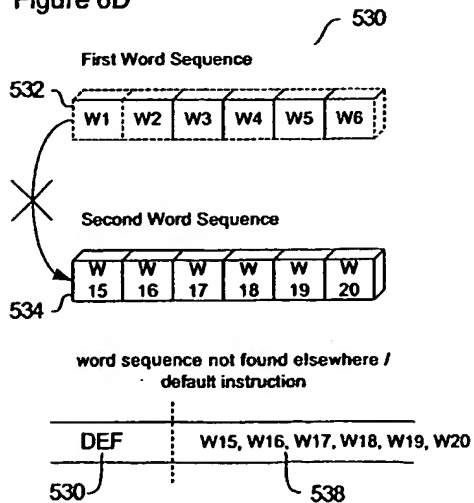 Figure 6D
530
First Word Sequence
532
W1 W2 W3 W4 W5 W6
Second Word Sequence
W W W W W W
15 16 17 18 19 20
534
word sequence not found elsewhere /
default instruction
DEF W15, W16, W17, W18, W19, W20
530 538